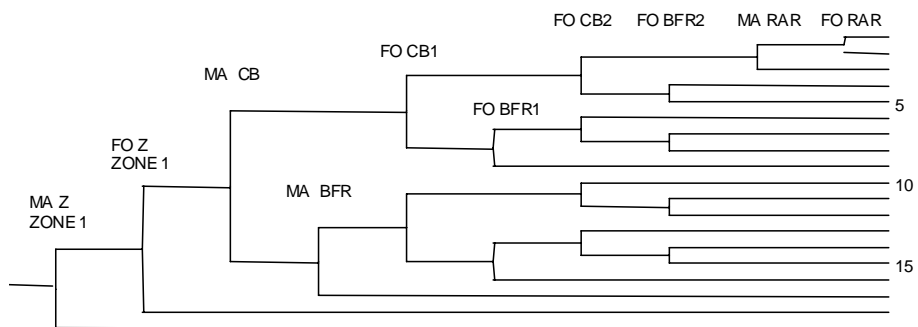 FO CB2 FO BFR2 MA RAR FO RAR
FO CB1
MA CB
5
FO BFR1
FO Z
ZONE 1
MA BFR
10
MA Z
ZONE 1
15